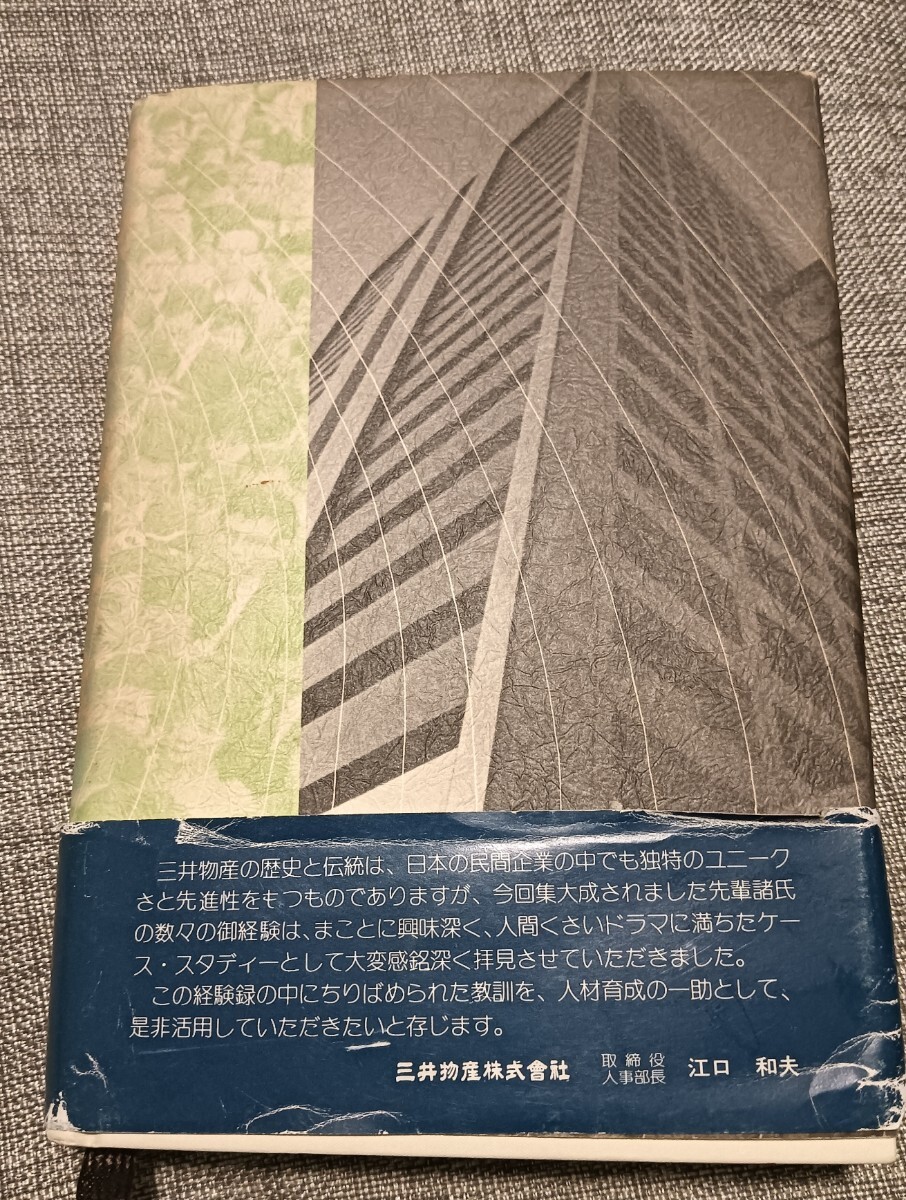 三井物産の歴史と伝統は、日本の民間企業の中でも独特のユニーク
さと先進性をもつものでありますが、今回集大成されました先輩諸氏
の数々の御経験は、まことに興味深く、人間くさいドラマに満ちたケー
ス・スタディーとして大変感銘深く拝見させていただきました。
この経験録の中にちりばめられた教訓を、人材育成の一助として、
是非活用していただきたいと存じます。
三井物産株式會社 取締役 人事部長 江口 和夫